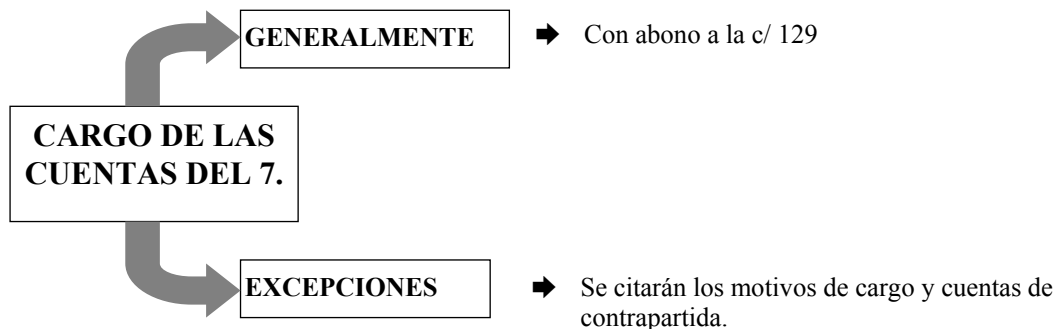 GENERALMENTE
Con abono a la c/ 129
CARGO DE LAS
CUENTAS DEL 7.
EXCEPCIONES
Se citarán los motivos de cargo y cuentas de
contrapartida.